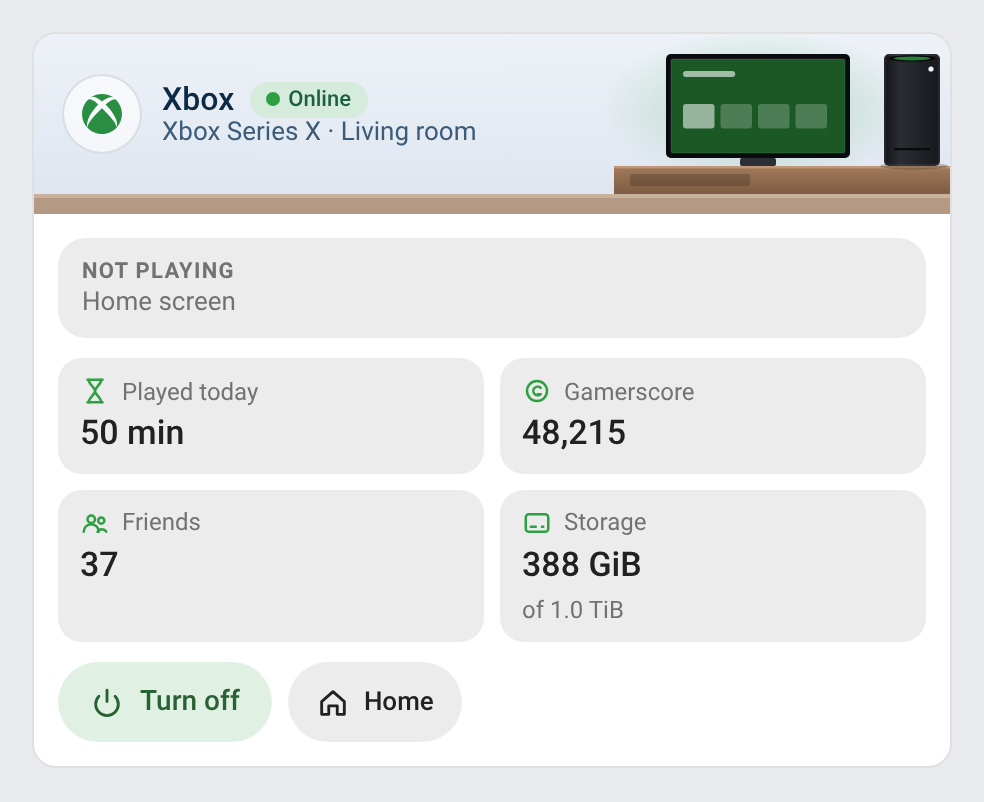 Xbox
Online
Xbox Series X · Living room
NOT PLAYING
Home screen
Played today
50 min
Gamerscore
48,215
Friends
37
Storage
388 GiB
of 1.0 TiB
Turn off
Home